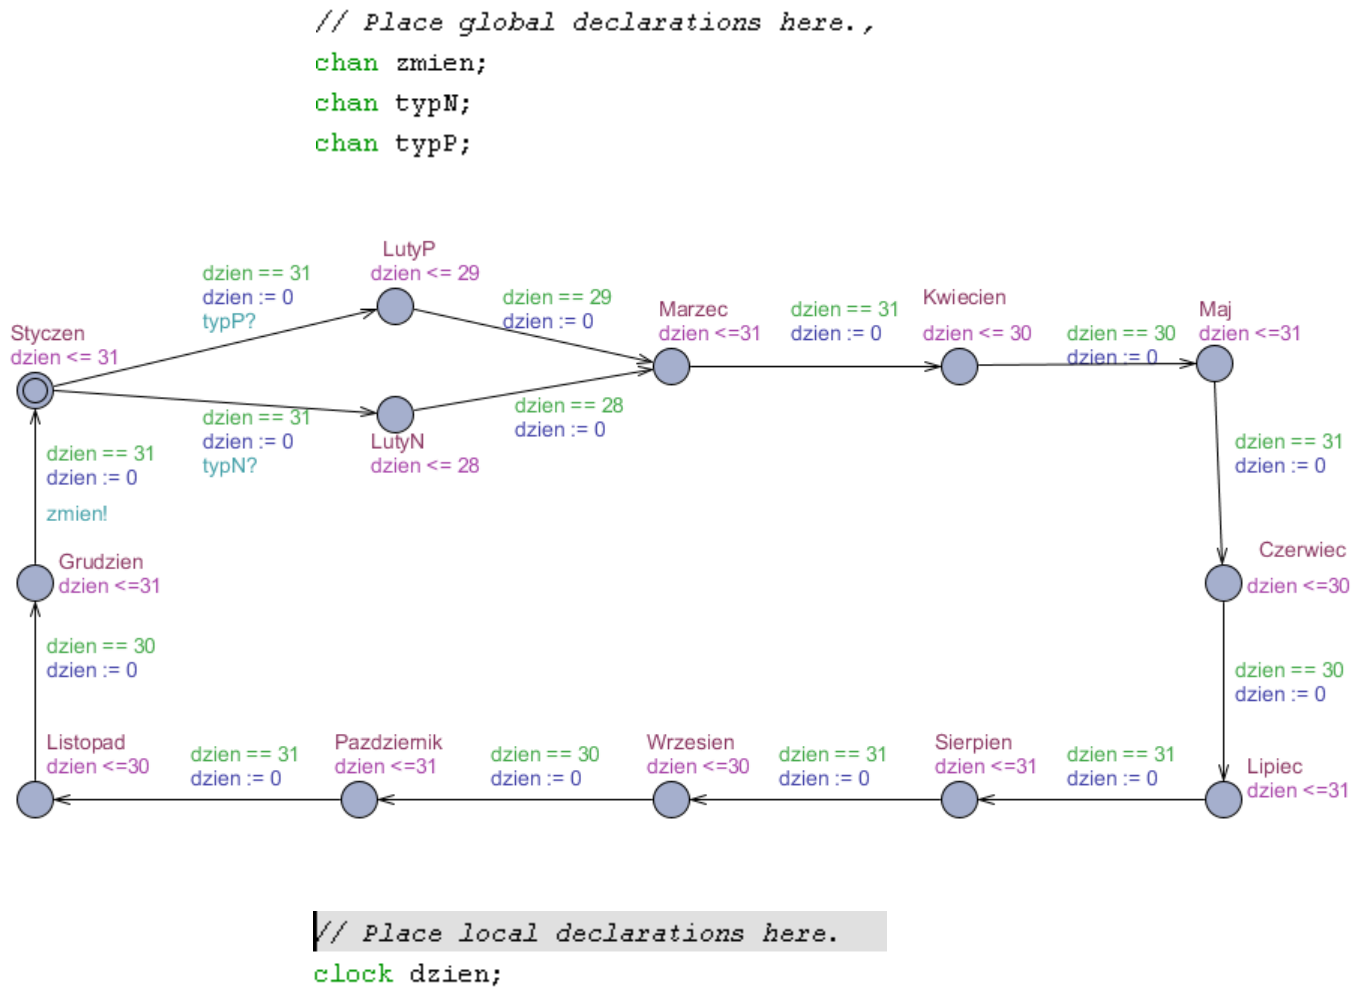 // Place global declarations here.,
chan zmien;
chan typN;
chan typP;
LutyP
dzien <= 29
dzien == 31
dzien := 0
typP?
dzien == 29
dzien := 0
Styczen
dzien <= 31
Marzec
dzien <=31
dzien == 31
dzien := 0
Kwiecien
dzien <= 30
dzien == 30
dzien := 0
Maj
dzien <=31
dzien == 31
dzien := 0
typN?
LutyN
dzien <= 28
dzien == 28
dzien := 0
dzien == 31
dzien := 0
zmien!
dzien == 31
dzien := 0
Grudzien
dzien <=31
Czerwiec
dzien <=30
dzien == 30
dzien := 0
dzien == 30
dzien := 0
Listopad
dzien <=30
dzien == 31
dzien := 0
Pazdziernik
dzien <=31
dzien == 30
dzien := 0
Wrzesien
dzien <=30
dzien == 31
dzien := 0
Sierpien
dzien <=31
dzien == 31
dzien := 0
Lipiec
dzien <=31
// Place local declarations here.
clock dzien;